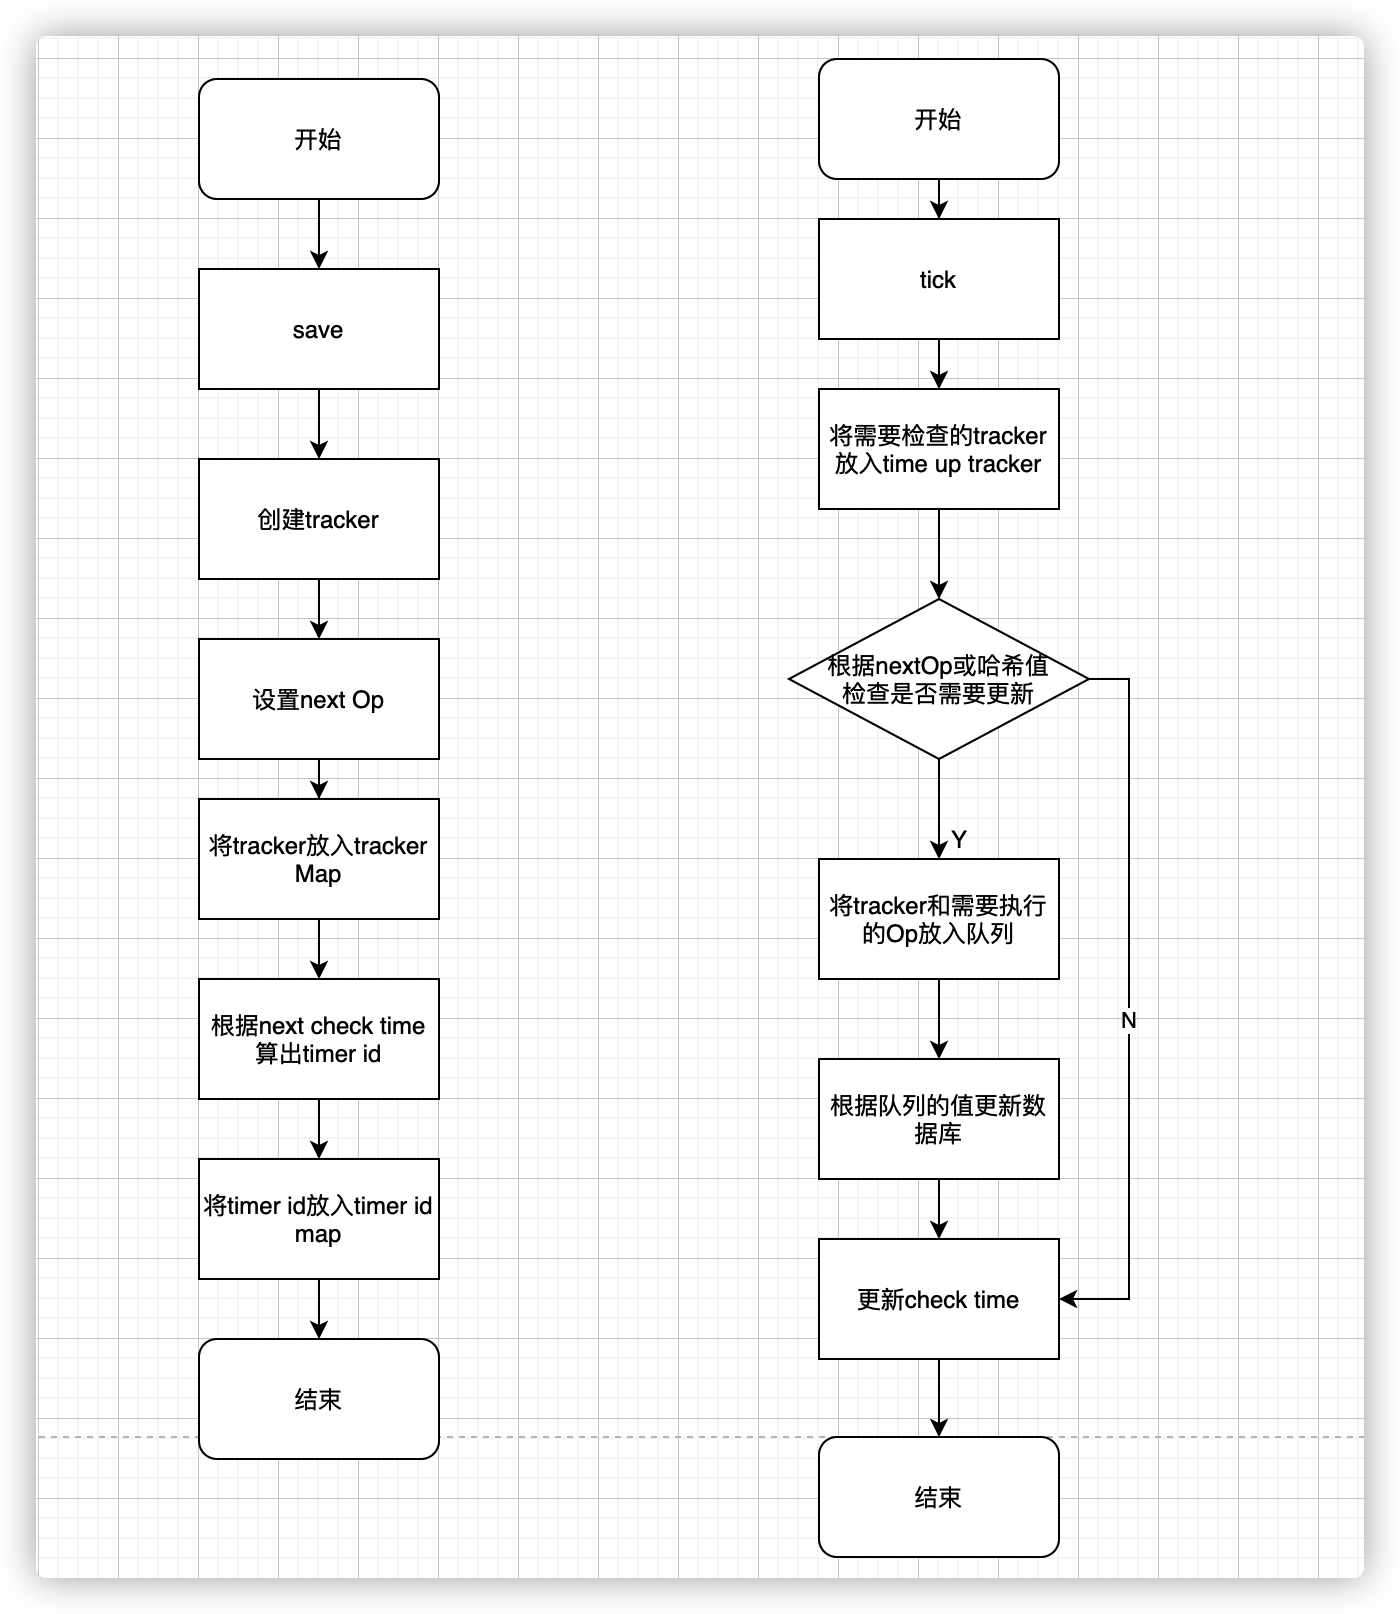 开始
save
创建tracker
设置next Op
将tracker放入tracker
Map
根据next check time
算出timer id
将timer id放入timer id
map
结束
开始
tick
将需要检查的tracker
放入time up tracker
根据nextOp或哈希值
检查是否需要更新
Y
将tracker和需要执行
的Op放入队列
N
根据队列的值更新数
据库
更新check time
结束